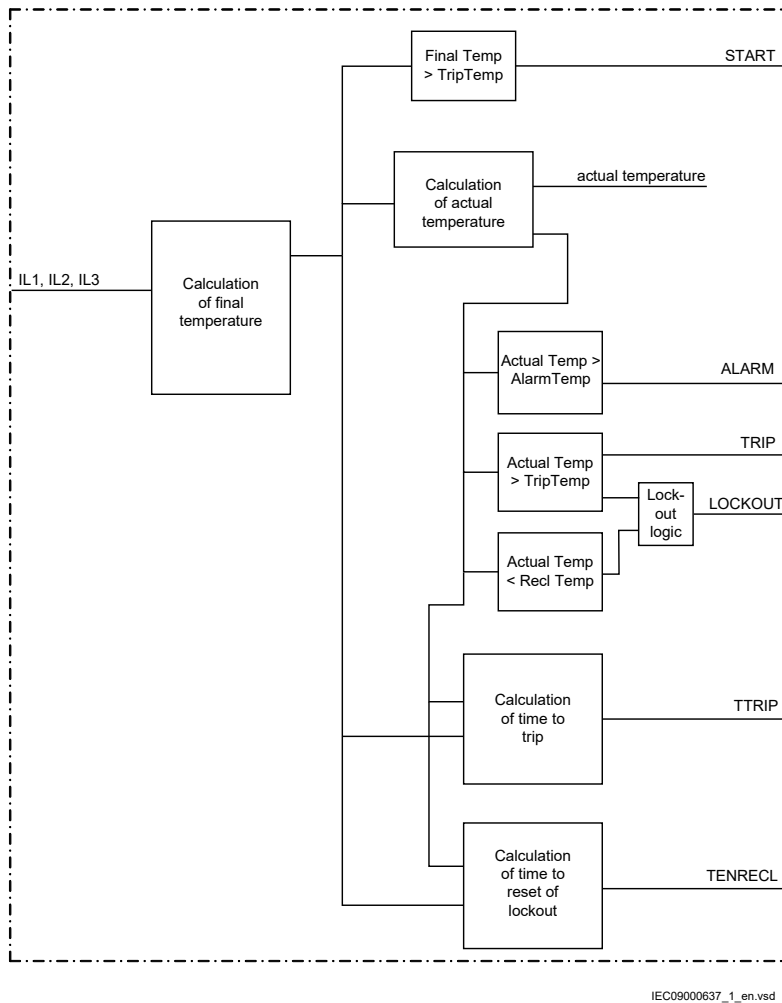 Final Temp
> TripTemp
START
Calculation
of actual
temperature
actual temperature
IL1, IL2, IL3
Calculation
of final
temperature
Actual Temp >
AlarmTemp
ALARM
Actual Temp
> TripTemp
TRIP
Lock-
out
logic
LOCKOUT
Actual Temp
< Recl Temp
Calculation
of time to
trip
TTRIP
Calculation
of time to
reset of
lockout
TENRECL
IEC09000637_1_en.vsd